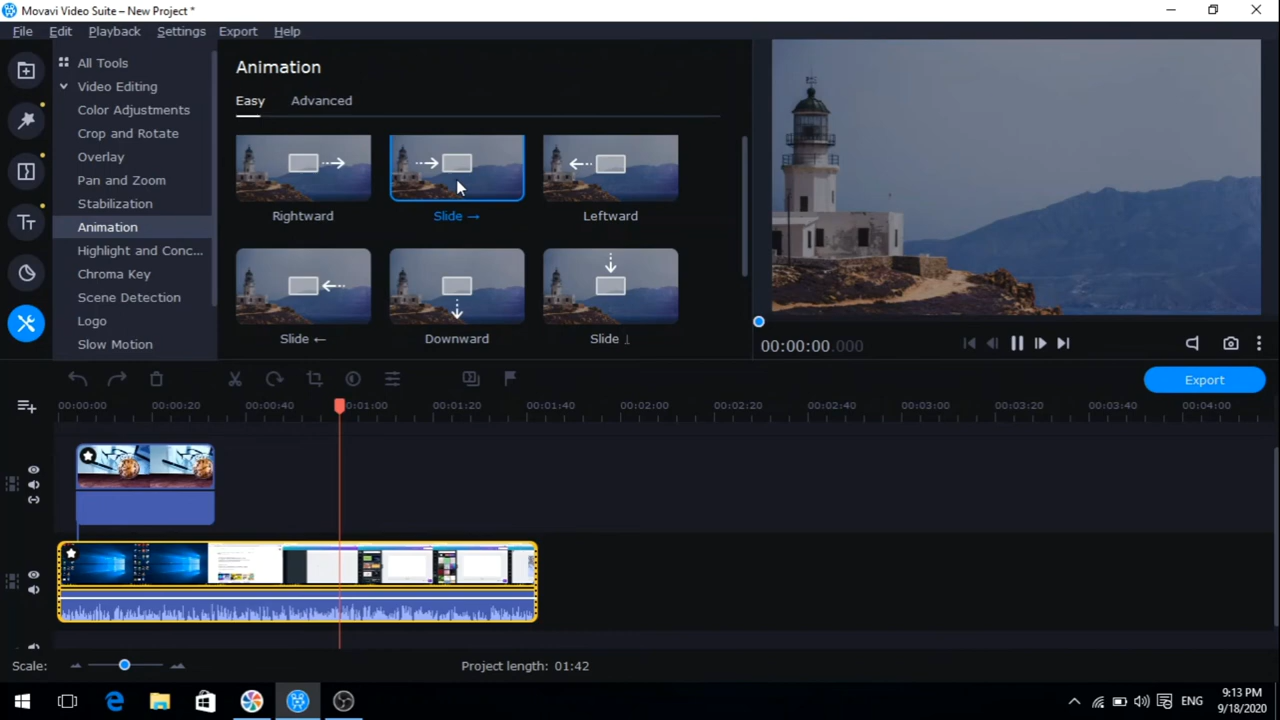 Movavi Video Suite – New Project *
File Edit Playback Settings Export Help
All Tools
Video Editing
Color Adjustments
Crop and Rotate
Overlay
Pan and Zoom
Stabilization
Animation
Highlight and Conc...
Chroma Key
Scene Detection
Logo
Slow Motion
Animation
Easy Advanced
Rightward Slide → Leftward
Slide ← Downward Slide ↓
00:00:00.000
Export
00:00:00 00:00:20 00:00:40 00:01:00 00:01:20 00:01:40 00:02:00 00:02:20 00:02:40 00:03:00 00:03:20 00:03:40 00:04:00
Scale:
Project length: 01:42
ENG
9:13 PM
9/18/2020